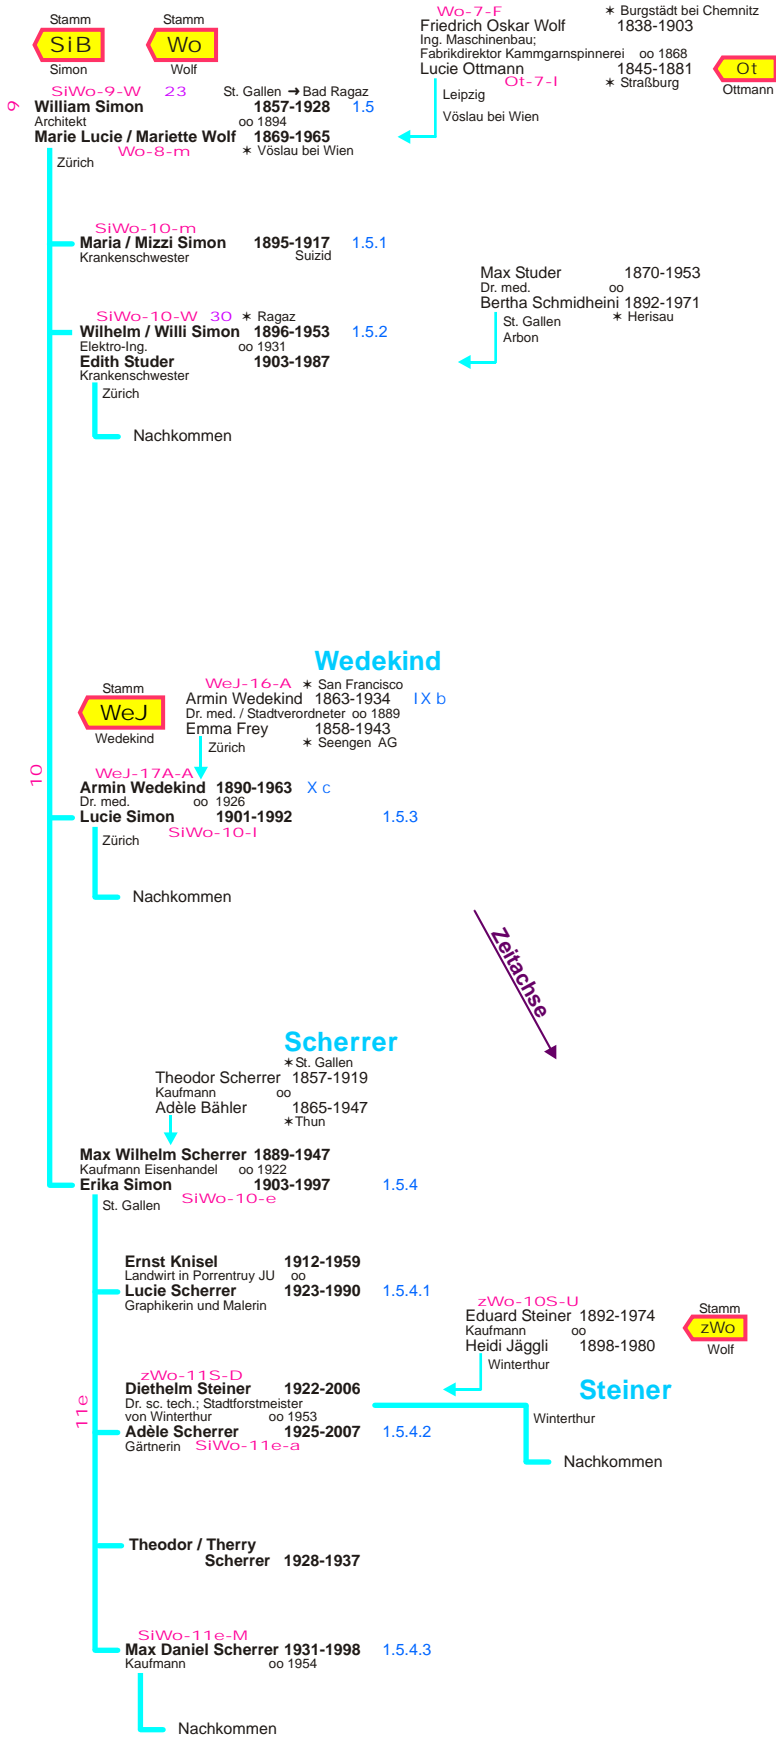 Stamm
SiB
Simon
Stamm
Wo
Wolf
Wo-7-F
∗ Burgstädt bei Chemnitz
Friedrich Oskar Wolf 1838-1903
Ing. Maschinenbau;
Fabrikdirektor Kammgarnspinnerei oo 1868
Lucie Ottmann 1845-1881
Ot-7-l ∗ Straßburg
Ot
Ottmann
Leipzig
Vöslau bei Wien
9
SiWo-9-W 23 St. Gallen ➔ Bad Ragaz
William Simon 1857-1928 1.5
Architekt oo 1894
Marie Lucie / Mariette Wolf 1869-1965
Wo-8-m ∗ Vöslau bei Wien
Zürich
SiWo-10-m
Maria / Mizzi Simon 1895-1917 1.5.1
Krankenschwester Suizid
Max Studer 1870-1953
Dr. med. oo
Bertha Schmidheini 1892-1971
St. Gallen ∗ Herisau
Arbon
SiWo-10-W 30 ∗ Ragaz
Wilhelm / Willi Simon 1896-1953 1.5.2
Elektro-Ing. oo 1931
Edith Studer 1903-1987
Krankenschwester
Zürich
Nachkommen
Wedekind
Stamm
WeJ
Wedekind
WeJ-16-A ∗ San Francisco
Armin Wedekind 1863-1934 IX b
Dr. med. / Stadtverordneter oo 1889
Emma Frey 1858-1943
Zürich ∗ Seengen AG
10
WeJ-17A-A
Armin Wedekind 1890-1963 X c
Dr. med. oo 1926
Lucie Simon 1901-1992 1.5.3
SiWo-10-l
Zürich
Nachkommen
Zeitachse
Scherrer
∗ St. Gallen
Theodor Scherrer 1857-1919
Kaufmann oo
Adèle Bähler 1865-1947
∗ Thun
Max Wilhelm Scherrer 1889-1947
Kaufmann Eisenhandel oo 1922
Erika Simon 1903-1997 1.5.4
SiWo-10-e
St. Gallen
Ernst Knisel 1912-1959
Landwirt in Porrentruy JU oo
Lucie Scherrer 1923-1990 1.5.4.1
Graphikerin und Malerin
zWo-10S-U
Eduard Steiner 1892-1974
Kaufmann oo
Heidi Jäggli 1898-1980
Winterthur
Stamm
zWo
Wolf
11e
zWo-11S-D
Diethelm Steiner 1922-2006
Dr. sc. tech.; Stadtforstmeister
von Winterthur oo 1953
Adèle Scherrer 1925-2007 1.5.4.2
Gärtnerin SiWo-11e-a
Steiner
Winterthur
Nachkommen
Theodor / Therry
Scherrer 1928-1937
SiWo-11e-M
Max Daniel Scherrer 1931-1998 1.5.4.3
Kaufmann oo 1954
Nachkommen